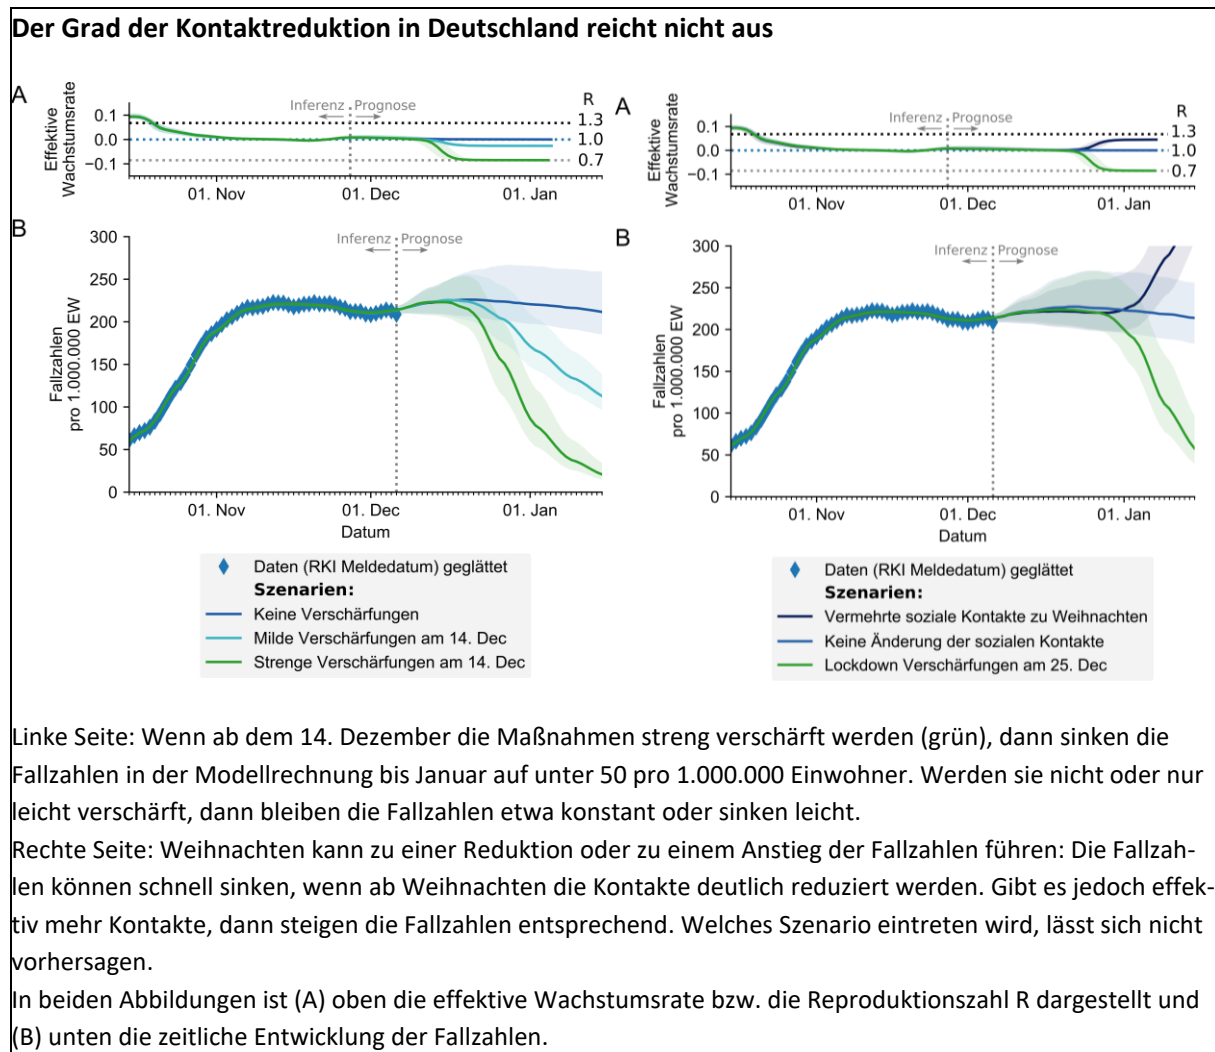 Der Grad der Kontaktreduktion in Deutschland reicht nicht aus
A
Effektive
Wachstumsrate
0.1
0.0
−0.1
Inferenz Prognose
R
1.3
1.0
0.7
01. Nov
01. Dec
01. Jan
B
Fallzahlen
pro 1.000.000 EW
300
250
200
150
100
50
0
Inferenz Prognose
01. Nov
01. Dec
01. Jan
Datum
Daten (RKI Meldedatum) geglättet
Szenarien:
Keine Verschärfungen
Milde Verschärfungen am 14. Dec
Strenge Verschärfungen am 14. Dec
A
Effektive
Wachstumsrate
0.1
0.0
−0.1
Inferenz Prognose
R
1.3
1.0
0.7
01. Nov
01. Dec
01. Jan
B
Fallzahlen
pro 1.000.000 EW
300
250
200
150
100
50
0
Inferenz Prognose
01. Nov
01. Dec
01. Jan
Datum
Daten (RKI Meldedatum) geglättet
Szenarien:
Vermehrte soziale Kontakte zu Weihnachten
Keine Änderung der sozialen Kontakte
Lockdown Verschärfungen am 25. Dec
Linke Seite: Wenn ab dem 14. Dezember die Maßnahmen streng verschärft werden (grün), dann sinken die
Fallzahlen in der Modellrechnung bis Januar auf unter 50 pro 1.000.000 Einwohner. Werden sie nicht oder nur
leicht verschärft, dann bleiben die Fallzahlen etwa konstant oder sinken leicht.
Rechte Seite: Weihnachten kann zu einer Reduktion oder zu einem Anstieg der Fallzahlen führen: Die Fallzah-
len können schnell sinken, wenn ab Weihnachten die Kontakte deutlich reduziert werden. Gibt es jedoch effek-
tiv mehr Kontakte, dann steigen die Fallzahlen entsprechend. Welches Szenario eintreten wird, lässt sich nicht
vorhersagen.
In beiden Abbildungen ist (A) oben die effektive Wachstumsrate bzw. die Reproduktionszahl R dargestellt und
(B) unten die zeitliche Entwicklung der Fallzahlen.